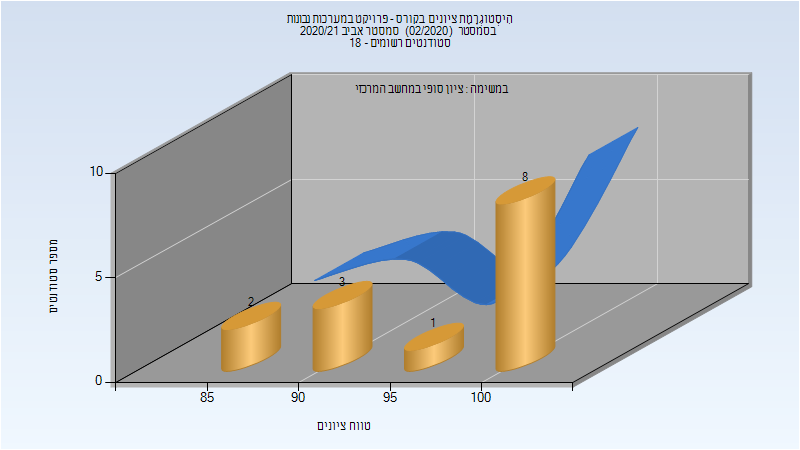 היסטוגרמת ציונים בקורס - פרויקט במערכות נבונות
בסמסטר (02/2020) סמסטר אביב 2020/21
סטודנטים רשומים - 18
במשימה : ציון סופי במחשב המרכזי
10
5
0
מספר סטודנטים
2
3
1
8
85
90
95
100
טווח ציונים